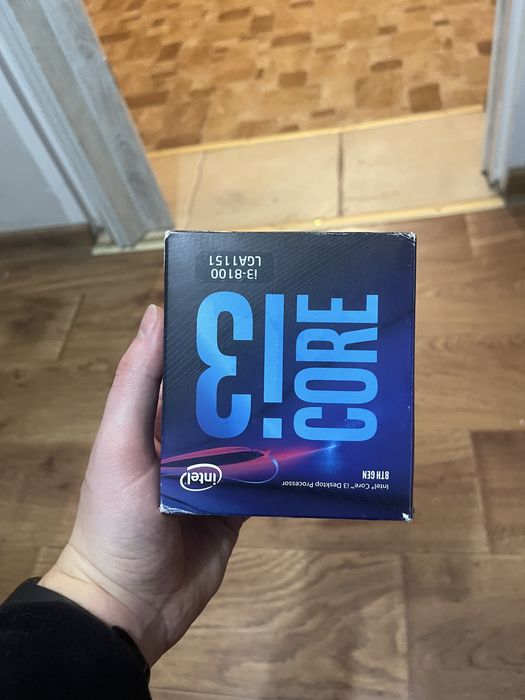 intel
Intel® Core™ i3 Desktop Processor
8TH GEN
CORE
i3
i3-8100
LGA1151